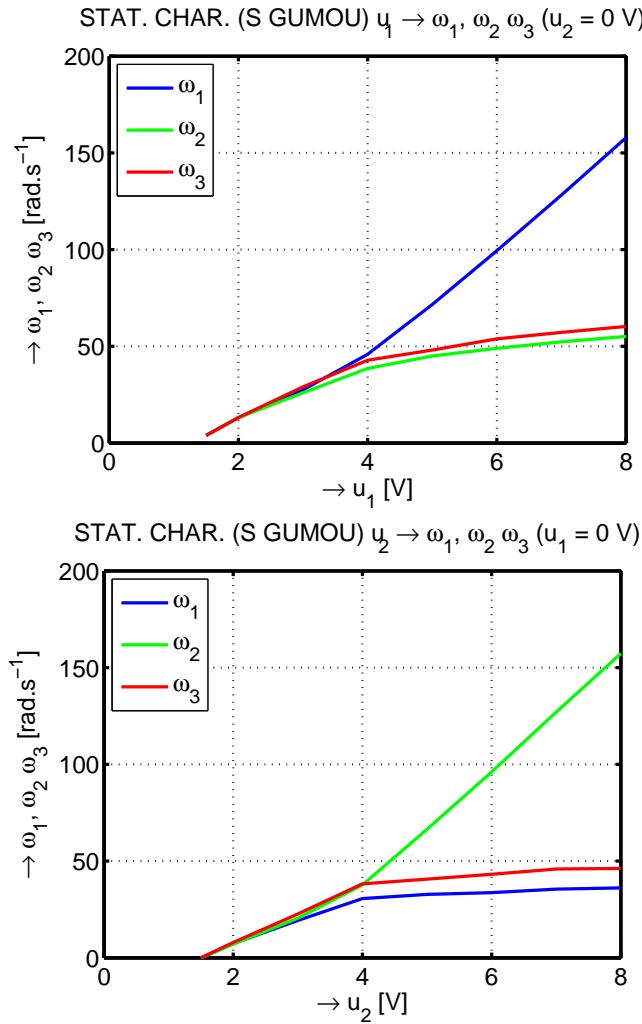 STAT. CHAR. (S GUMOU) u₁ → ω₁, ω₂ ω₃ (u₂ = 0 V)
200
150
100
50
0
→ ω₁, ω₂ ω₃ [rad.s⁻¹]
ω₁
ω₂
ω₃
0 2 4 6 8
→ u₁ [V]
STAT. CHAR. (S GUMOU) u₂ → ω₁, ω₂ ω₃ (u₁ = 0 V)
200
150
100
50
0
→ ω₁, ω₂ ω₃ [rad.s⁻¹]
ω₁
ω₂
ω₃
0 2 4 6 8
→ u₂ [V]